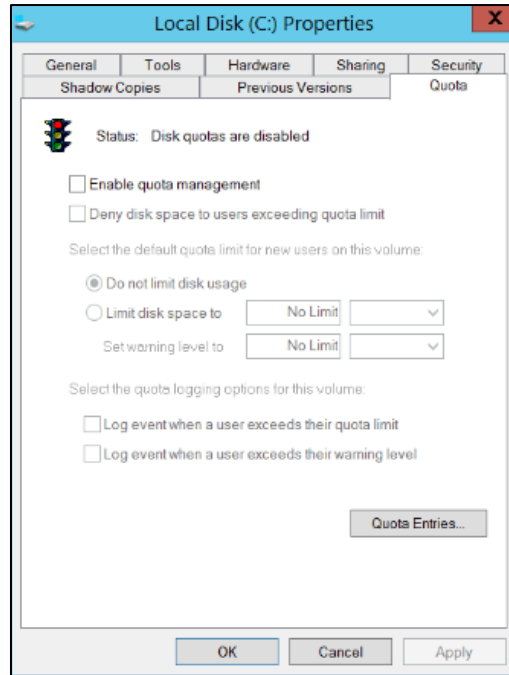 Local Disk (C:) Properties
X
General Tools Hardware Sharing Security
Shadow Copies Previous Versions Quota
Status: Disk quotas are disabled
Enable quota management
Deny disk space to users exceeding quota limit
Select the default quota limit for new users on this volume:
Do not limit disk usage
Limit disk space to No Limit
Set warning level to No Limit
Select the quota logging options for this volume:
Log event when a user exceeds their quota limit
Log event when a user exceeds their warning level
Quota Entries...
OK Cancel Apply